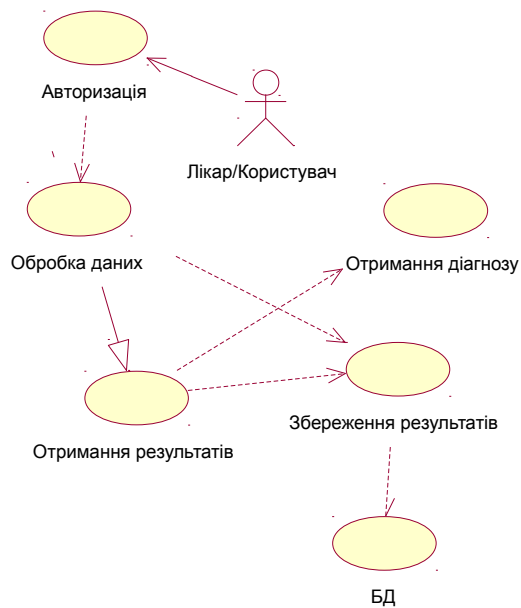 Авторизація
Лікар/Користувач
Обробка даних
Отримання діагнозу
Отримання результатів
Збереження результатів
БД